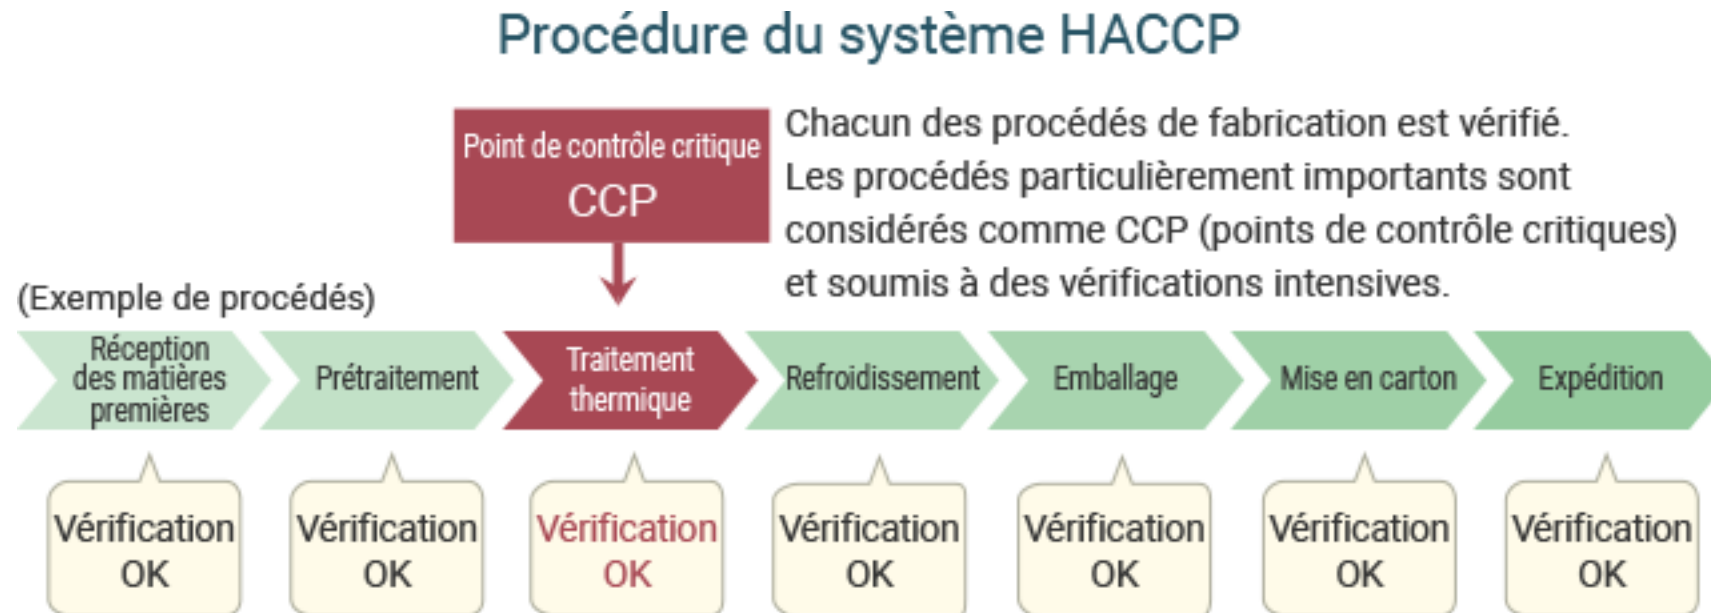 Procédure du système HACCP
Point de contrôle critique
CCP
Chacun des procédés de fabrication est vérifié.
Les procédés particulièrement importants sont
considérés comme CCP (points de contrôle critiques)
et soumis à des vérifications intensives.
(Exemple de procédés)
Réception
des matières
premières
Prétraitement
Traitement
thermique
Refroidissement
Emballage
Mise en carton
Expédition
Vérification
OK
Vérification
OK
Vérification
OK
Vérification
OK
Vérification
OK
Vérification
OK
Vérification
OK